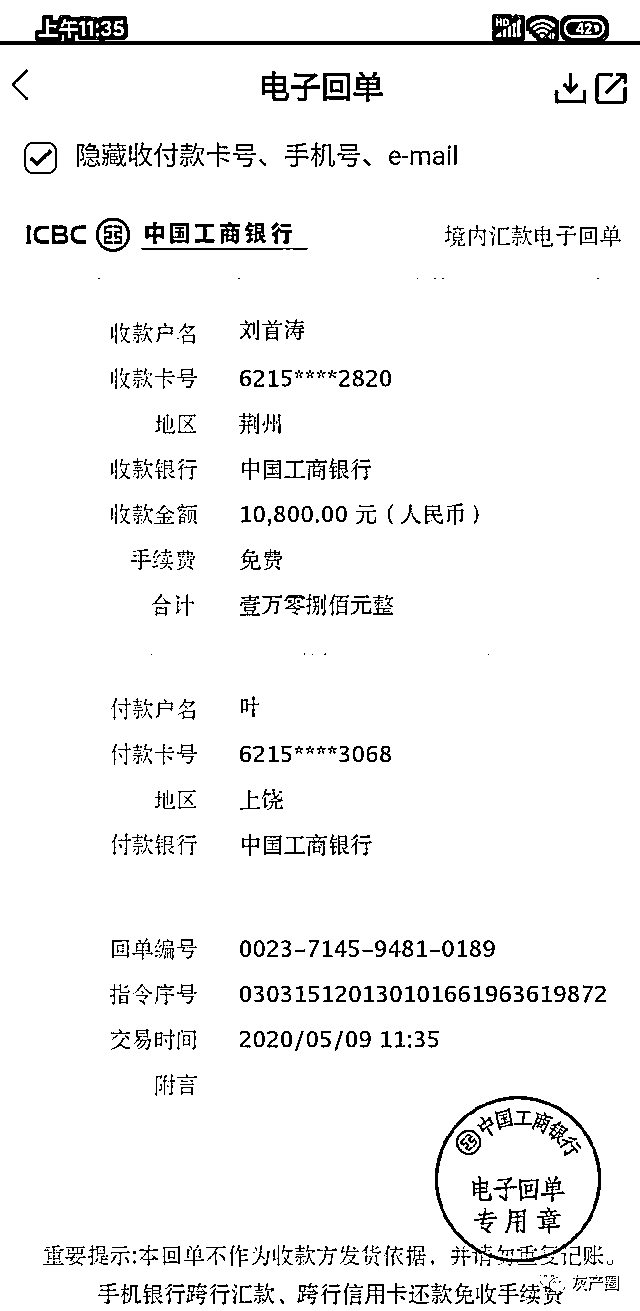 上午11:35 HD 42
电子回单
隐藏收付款卡号、手机号、e-mail
ICBC 中国工商银行 境内汇款电子回单
收款户名 刘首涛
收款卡号 6215****2820
地区 荆州
收款银行 中国工商银行
收款金额 10,800.00 元（人民币）
手续费 免费
合计 壹万零捌佰元整
付款户名 叶
付款卡号 6215****3068
地区 上饶
付款银行 中国工商银行
回单编号 0023-7145-9481-0189
指令序号 030315120130101661963619872
交易时间 2020/05/09 11:35
附言
中国工商银行
电子回单
专用章
重要提示:本回单不作为收款方发货依据，并请勿重复记账。
手机银行跨行汇款、跨行信用卡还款免收手续费
灰产圈